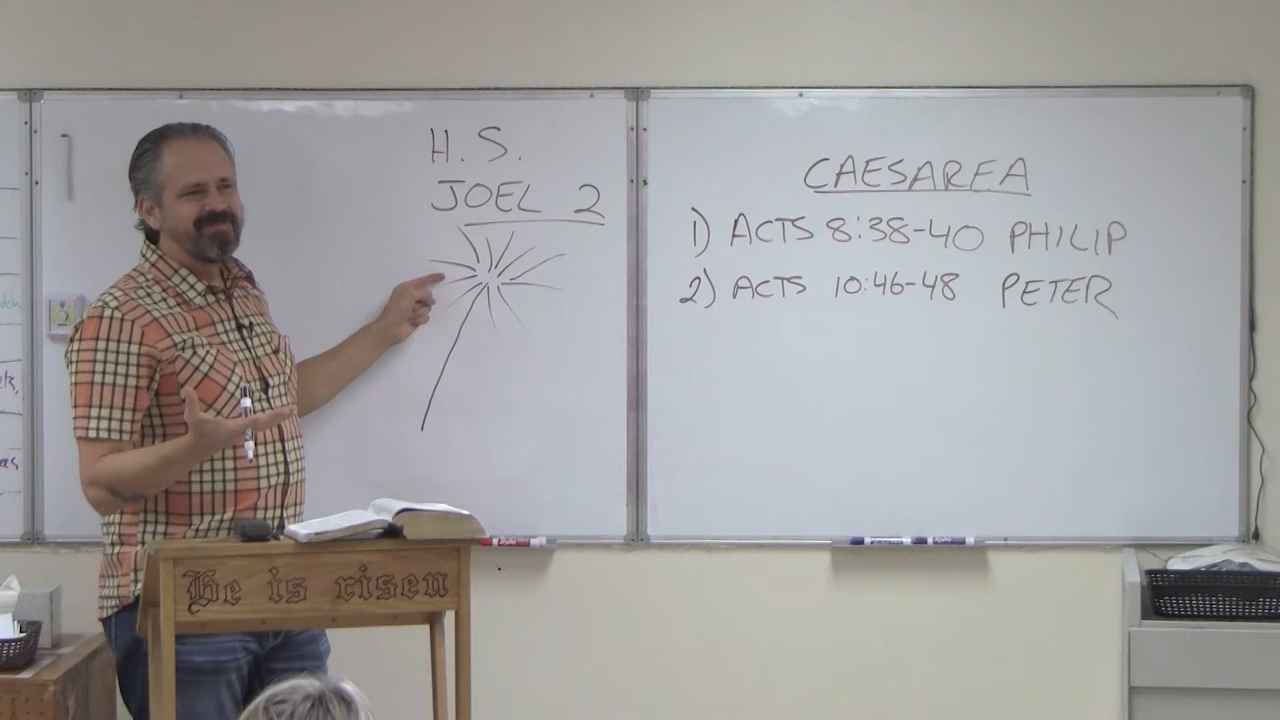 H. S.
JOEL 2
CAESAREA
1) ACTS 8:38-40 PHILIP
2) ACTS 10:46-48 PETER
He is risen